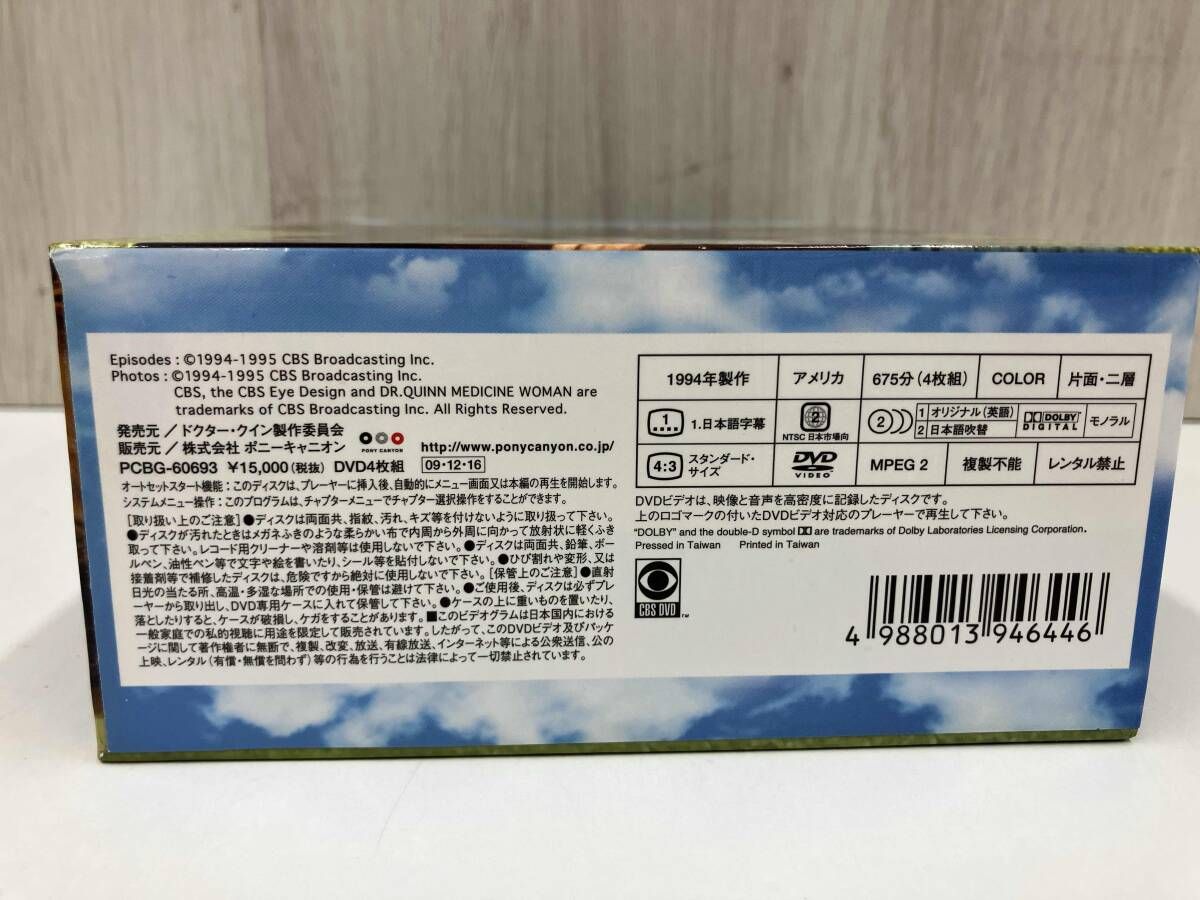 Episodes : ©1994-1995 CBS Broadcasting Inc.
Photos : ©1994-1995 CBS Broadcasting Inc.
CBS, the CBS Eye Design and DR.QUINN MEDICINE WOMAN are
trademarks of CBS Broadcasting Inc. All Rights Reserved.
発売元／ドクター・クイン製作委員会
販売元／株式会社 ポニーキャニオン
PONY CANYON
http://www.ponycanyon.co.jp/
PCBG-60693 ¥15,000(税抜) DVD4枚組 09・12・16
オートセットスタート機能：このディスクは、プレーヤーに挿入後、自動的にメニュー画面又は本編の再生を開始します。
システムメニュー操作：このプログラムは、チャプターメニューでチャプター選択操作をすることができます。
[取り扱い上のご注意]●ディスクは両面共、指紋、汚れ、キズ等を付けないように取り扱って下さい。
●ディスクが汚れたときはメガネふきのような柔らかい布で内周から外周に向かって放射状に軽くふき
取って下さい。レコード用クリーナーや溶剤等は使用しないで下さい。●ディスクは両面共、鉛筆、ボー
ルペン、油性ペン等で文字や絵を書いたり、シール等を貼付しないで下さい。●ひび割れや変形、又は
接着剤等で補修したディスクは、危険ですから絶対に使用しないで下さい。[保管上のご注意]●直射
日光の当たる所、高温・多湿な場所での使用・保管は避けて下さい。●ご使用後、ディスクは必ずプレ
ーヤーから取り出し、DVD専用ケースに入れて保管して下さい。●ケースの上に重いものを置いたり、
落としたりすると、ケースが破損し、ケガをすることがあります。■このビデオグラムは日本国内における
一般家庭での私的視聴に用途を限定して販売されています。したがって、このDVDビデオ及びパッケ
ージに関して著作権者に無断で、複製、改変、放送、有線放送、インターネット等による公衆送信、公の
上映、レンタル(有償・無償を問わず)等の行為を行うことは法律によって一切禁止されています。
1994年製作 アメリカ 675分(4枚組) COLOR 片面・二層
1 1.日本語字幕 2 NTSC 日本市場向 2 1 オリジナル(英語) 2 日本語吹替 DOLBY DIGITAL モノラル
4:3 スタンダード・サイズ DVD VIDEO MPEG 2 複製不能 レンタル禁止
DVDビデオは、映像と音声を高密度に記録したディスクです。
上のロゴマークの付いたDVDビデオ対応のプレーヤーで再生して下さい。
"DOLBY" and the double-D symbol are trademarks of Dolby Laboratories Licensing Corporation.
Pressed in Taiwan Printed in Taiwan
CBS DVD ™
4 988013 946446